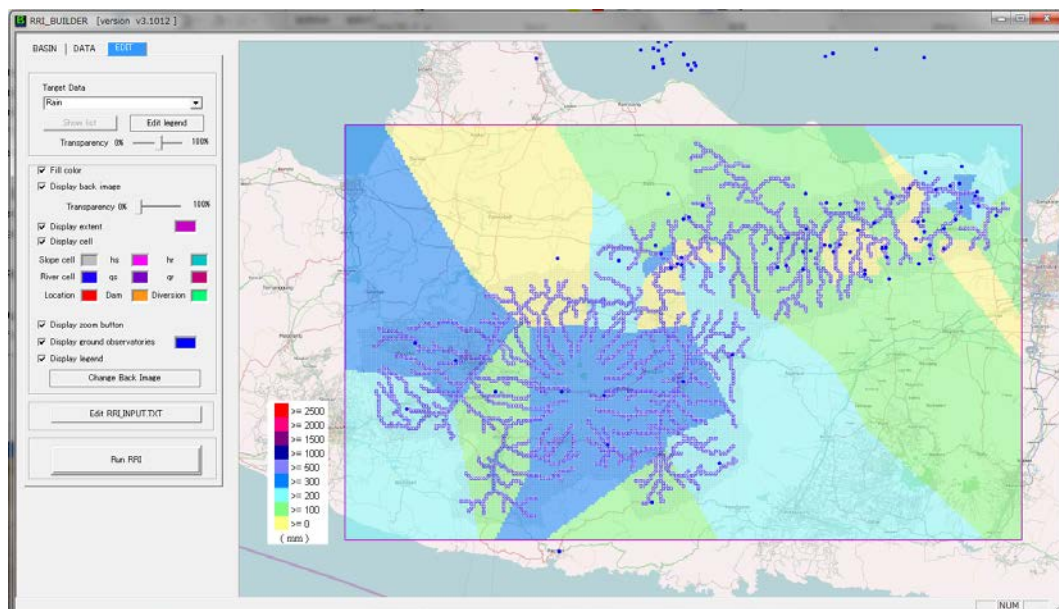 RRI_BUILDER [version v3.1012]
BASIN DATA EDIT
Target Data
Rain
Show list Edit legend
Transparency 0% 100%
Fill color
Display back image
Transparency 0% 100%
Display extent
Display cell
Slope cell hs hr
River cell qs qr
Location Dam Diversion
Display zoom button
Display ground observatories
Display legend
Change Back Image
Edit RRI_INPUT.TXT
Run RRI
>= 2500
>= 2000
>= 1500
>= 1000
>= 500
>= 300
>= 200
>= 100
>= 0
( mm )
NUM